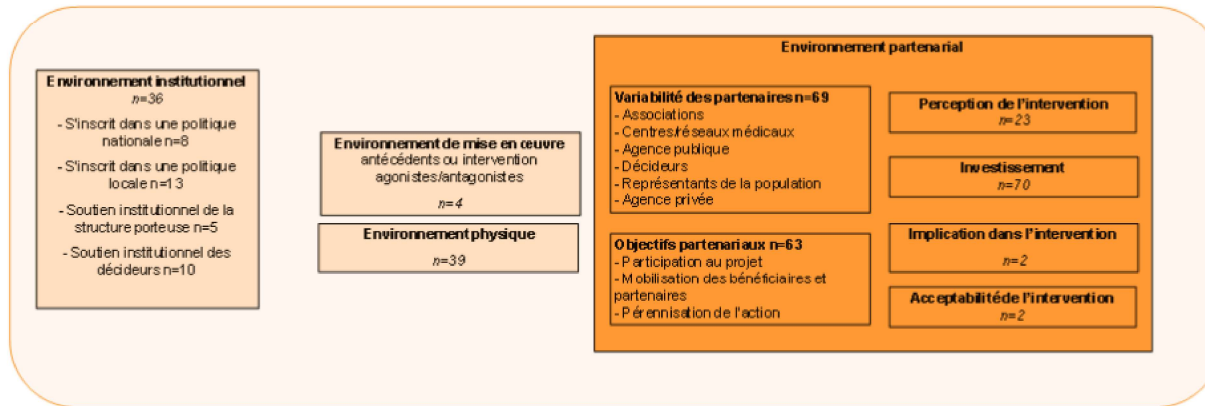 Environnement institutionnel
n=36
- S'inscrit dans une politique
nationale n=8
- S'inscrit dans une politique
locale n=13
- Soutien institutionnel de la
structure porteuse n=5
- Soutien institutionnel des
décideurs n=10
Environnement de mise en œuvre
antécédents ou intervention
agonistes/antagonistes
n=4
Environnement physique
n=39
Environnement partenarial
Variabilité des partenaires n=69
- Associations
- Centres/réseaux médicaux
- Agence publique
- Décideurs
- Représentants de la population
- Agence privée
Objectifs partenariaux n=63
- Participation au projet
- Mobilisation des bénéficiaires et
partenaires
- Pérennisation de l'action
Perception de l'intervention
n=23
Investissement
n=70
Implication dans l'intervention
n=2
Acceptabilité de l'intervention
n=2